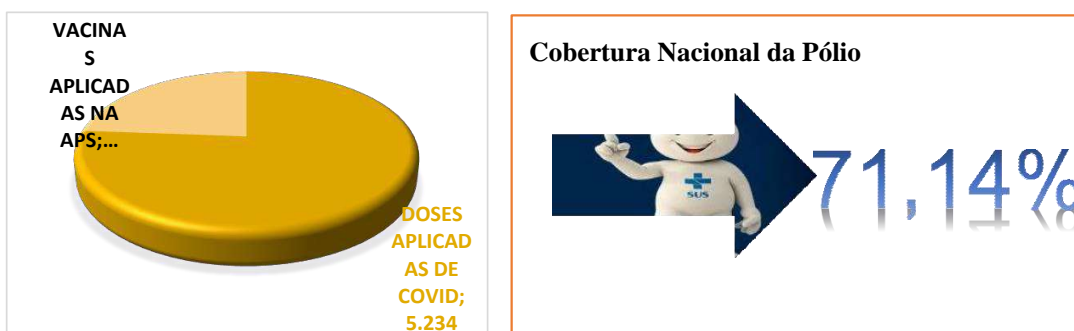 VACINA
S
APLICAD
AS NA
APS;...
DOSES
APLICAD
AS DE
COVID;
5.234
Cobertura Nacional da Pólio
SUS
71,14%